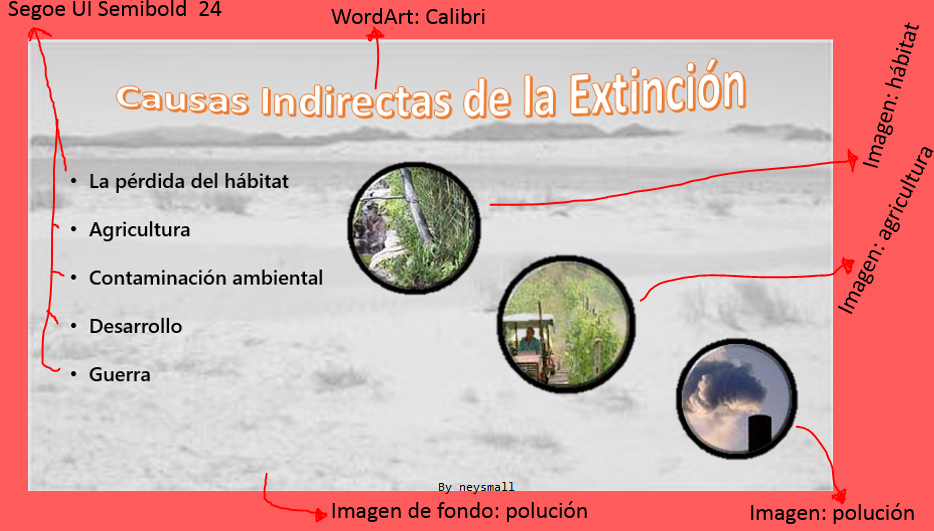 Segoe UI Semibold 24
WordArt: Calibri
Causas Indirectas de la Extinción
• La pérdida del hábitat
• Agricultura
• Contaminación ambiental
• Desarrollo
• Guerra
Imagen: hábitat
Imagen: agricultura
By neysmall
Imagen de fondo: polución
Imagen: polución